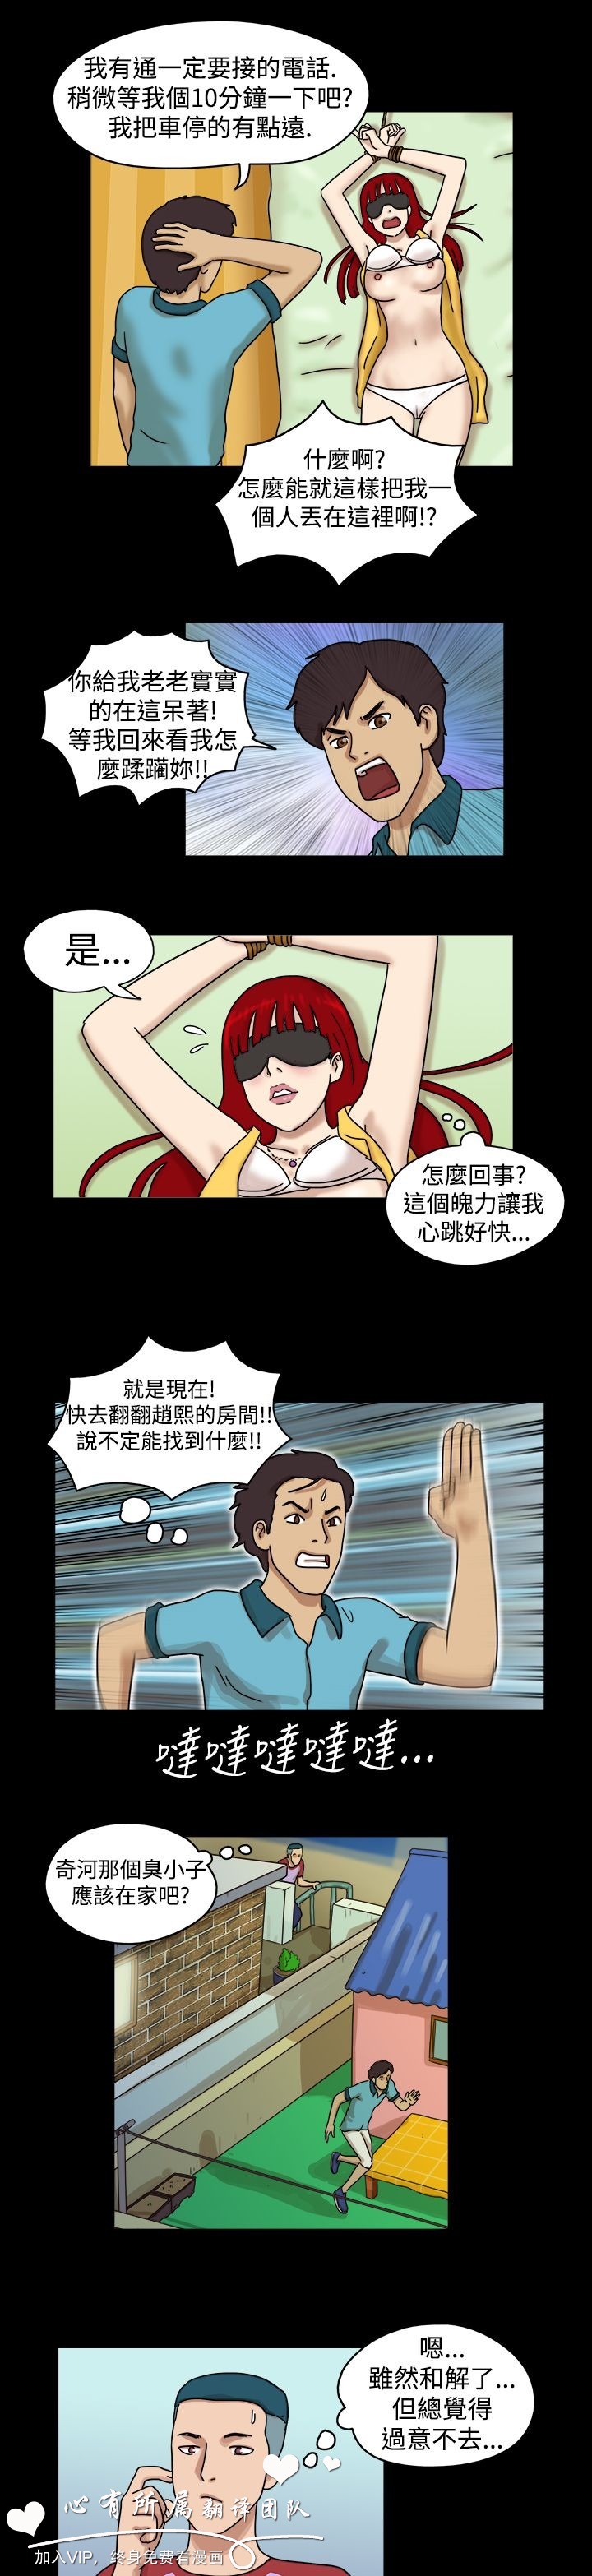 我有通一定要接的電話.
稍微等我個10分鐘一下吧?
我把車停的有點遠.
什麼啊?
怎麼能就這樣把我一
個人丟在這裡啊!?
你給我老老實實
的在這呆著!
等我回來看我怎
麼蹂躪妳!!
是...
怎麼回事?
這個魄力讓我
心跳好快...
就是現在!
快去翻翻趙熙的房間!!
說不定能找到什麼!!
噠噠噠噠噠...
奇河那個臭小子
應該在家吧?
嗯...
雖然和解了...
但總覺得
過意不去...
心有所属翻译团队
加入VIP，终身免费看漫画